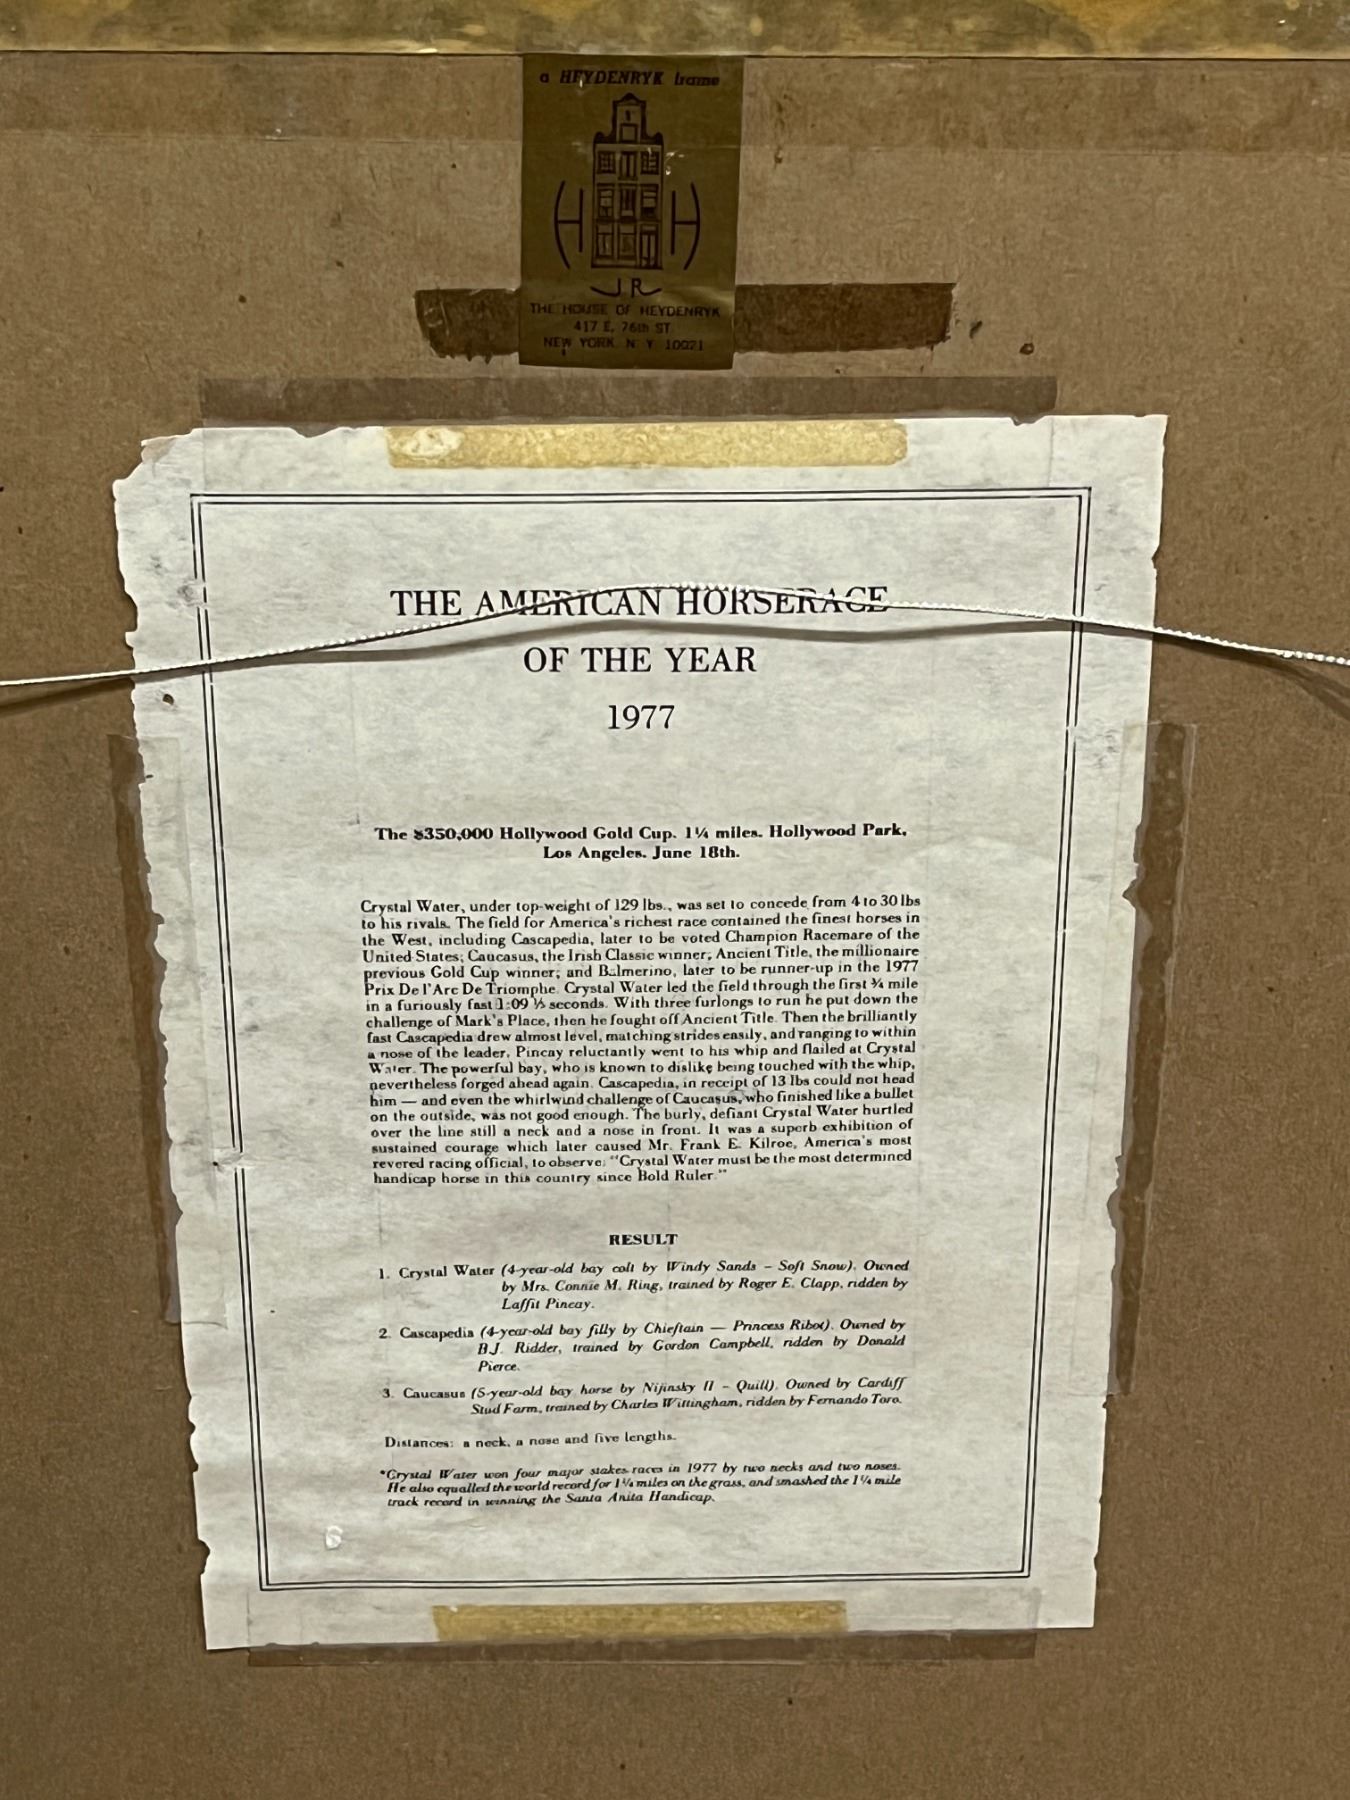 a HEYDENRYK frame
H H
JR
THE HOUSE OF HEYDENRYK
417 E. 76th ST
NEW YORK N Y 10021
THE AMERICAN HORSERACE
OF THE YEAR
1977
The $350,000 Hollywood Gold Cup. 1¼ miles. Hollywood Park,
Los Angeles. June 18th.
Crystal Water, under top-weight of 129 lbs., was set to concede from 4 to 30 lbs
to his rivals. The field for America's richest race contained the finest horses in
the West, including Cascapedia, later to be voted Champion Racemare of the
United States; Caucasus, the Irish Classic winner; Ancient Title, the millionaire
previous Gold Cup winner; and Balmerino, later to be runner-up in the 1977
Prix De l'Arc De Triomphe. Crystal Water led the field through the first ¾ mile
in a furiously fast 1:09 ⅕ seconds. With three furlongs to run he put down the
challenge of Mark's Place, then he fought off Ancient Title. Then the brilliantly
fast Cascapedia drew almost level, matching strides easily, and ranging to within
a nose of the leader. Pincay reluctantly went to his whip and flailed at Crystal
Water. The powerful bay, who is known to dislike being touched with the whip,
nevertheless forged ahead again. Cascapedia, in receipt of 13 lbs could not head
him — and even the whirlwind challenge of Caucasus, who finished like a bullet
on the outside, was not good enough. The burly, defiant Crystal Water hurtled
over the line still a neck and a nose in front. It was a superb exhibition of
sustained courage which later caused Mr. Frank E. Kilroe, America's most
revered racing official, to observe: "Crystal Water must be the most determined
handicap horse in this country since Bold Ruler."
RESULT
1. Crystal Water (4-year-old bay colt by Windy Sands – Soft Snow). Owned
by Mrs. Connie M. Ring, trained by Roger E. Clapp, ridden by
Laffit Pincay.
2. Cascapedia (4-year-old bay filly by Chieftain — Princess Ribot). Owned by
B.J. Ridder, trained by Gordon Campbell, ridden by Donald
Pierce.
3. Caucasus (5-year-old bay horse by Nijinsky II – Quill). Owned by Cardiff
Stud Farm, trained by Charles Wittingham, ridden by Fernando Toro.
Distances: a neck, a nose and five lengths.
*Crystal Water won four major stakes races in 1977 by two necks and two noses.
He also equalled the world record for 1¼ miles on the grass, and smashed the 1¼ mile
track record in winning the Santa Anita Handicap.